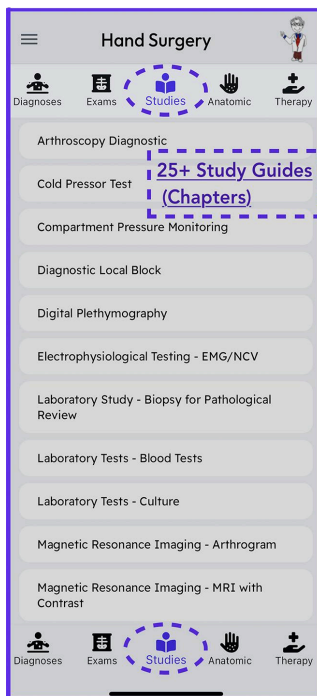 Hand Surgery
Diagnoses Exams Studies Anatomic Therapy
Arthroscopy Diagnostic
25+ Study Guides
(Chapters)
Cold Pressor Test
Compartment Pressure Monitoring
Diagnostic Local Block
Digital Plethymography
Electrophysiological Testing - EMG/NCV
Laboratory Study - Biopsy for Pathological
Review
Laboratory Tests - Blood Tests
Laboratory Tests - Culture
Magnetic Resonance Imaging - Arthrogram
Magnetic Resonance Imaging - MRI with
Contrast
Diagnoses Exams Studies Anatomic Therapy